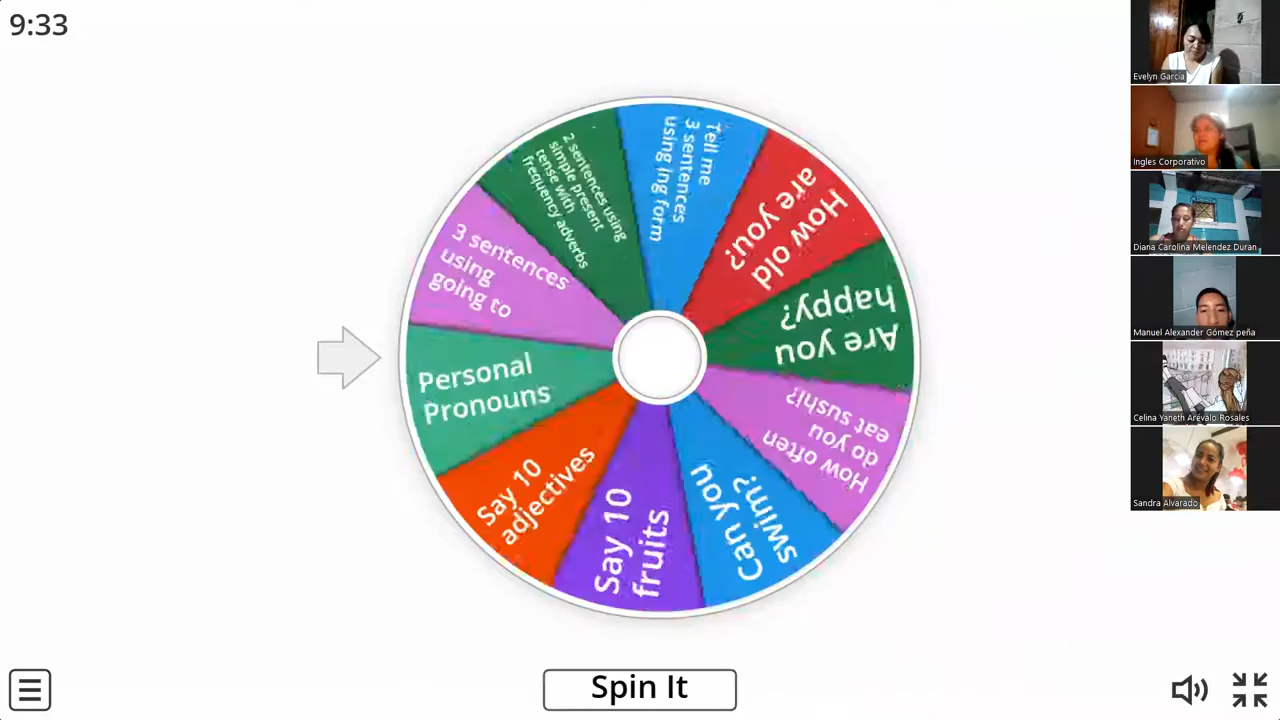 9:33
Tell me
3 sentences
using ing form
How old
are you?
Are you
happy?
How often
do you
eat sushi?
Can you
swim?
Say 10
fruits
Say 10
adjectives
Personal
Pronouns
3 sentences
using
going to
2 sentences using
simple present
tense with
frequency adverbs
Spin It
Evelyn García
Ingles Corporativo
Diana Carolina Melendez Duran
Manuel Alexander Gómez peña
Celina Yaneth Arévalo Rosales
Sandra Alvarado